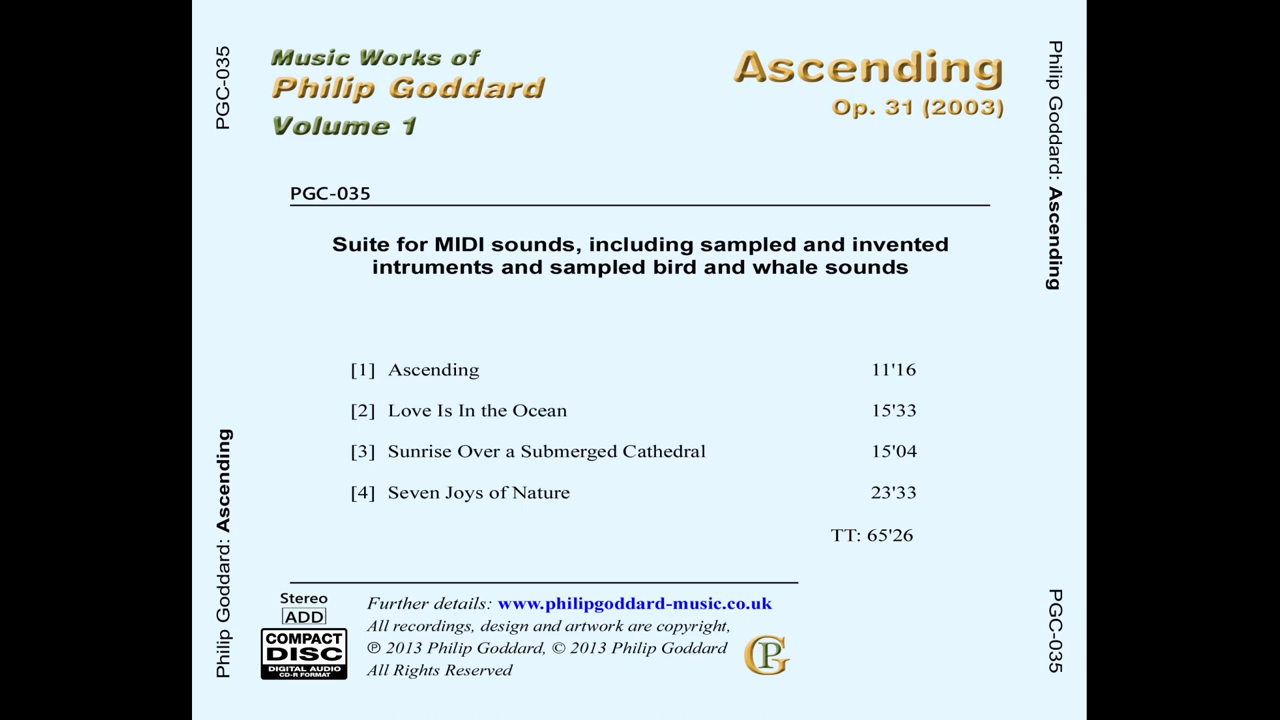 PGC-035
Music Works of
Philip Goddard
Volume 1
Ascending
Op. 31 (2003)
Philip Goddard: Ascending
PGC-035
Suite for MIDI sounds, including sampled and invented
intruments and sampled bird and whale sounds
[1] Ascending 11'16
[2] Love Is In the Ocean 15'33
[3] Sunrise Over a Submerged Cathedral 15'04
[4] Seven Joys of Nature 23'33
TT: 65'26
Philip Goddard: Ascending
Stereo
ADD
COMPACT
DISC
DIGITAL AUDIO
CD-R FORMAT
Further details: www.philipgoddard-music.co.uk
All recordings, design and artwork are copyright,
℗ 2013 Philip Goddard, © 2013 Philip Goddard
All Rights Reserved
PG
PGC-035